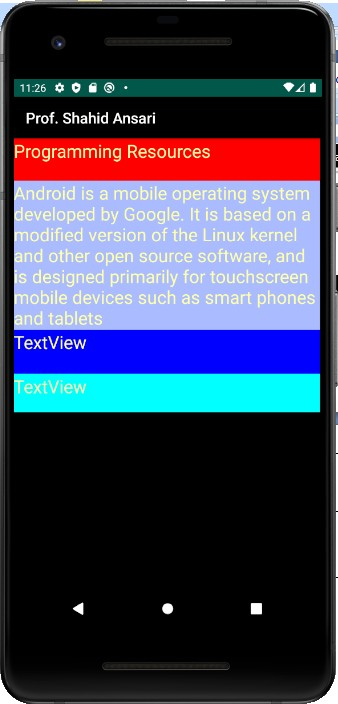 11:26
Prof. Shahid Ansari
Programming Resources
Android is a mobile operating system
developed by Google. It is based on a
modified version of the Linux kernel
and other open source software, and
is designed primarily for touchscreen
mobile devices such as smart phones
and tablets
TextView
TextView